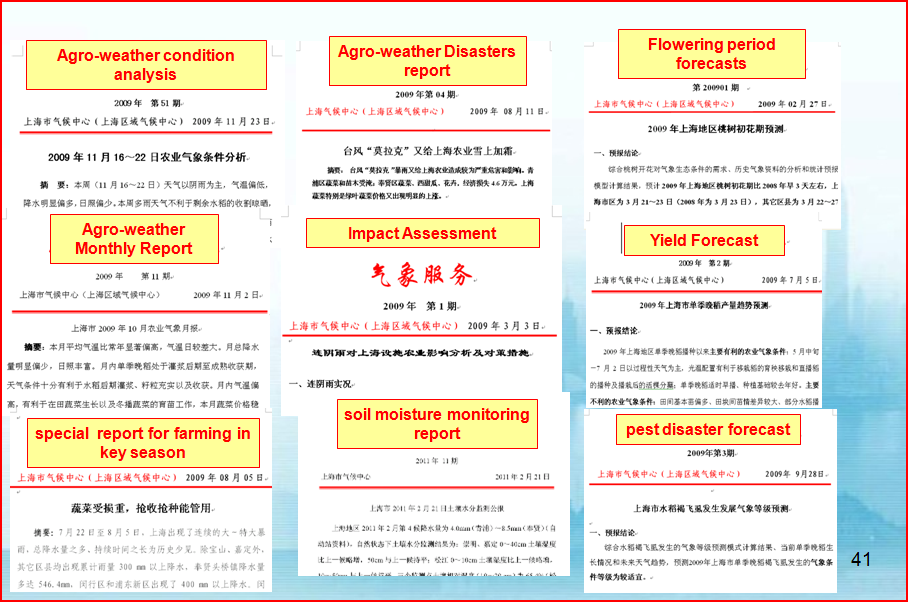 Agro-weather condition
analysis
2009 年 第 51 期
上海市气候中心（上海区域气候中心） 2009 年 11 月 23 日
2009 年 11 月 16～22 日农业气象条件分析
摘 要：本周（11 月 16～22 日）天气以阴雨为主，气温偏低，
降水明显偏多，日照偏少。本周多雨天气不利于剩余水稻的收割晾晒，
Agro-weather Disasters
report
2009 年第 04 期
上海市气候中心（上海区域气候中心） 2009 年 08 月 11 日
台风“莫拉克”又给上海农业雪上加霜
摘要：台风“莫拉克”暴雨又给上海农业造成较为严重危害和影响，青
浦区蔬菜和苗木受淹；奉贤区蔬菜、西甜瓜、花卉、经济损失 4.6 万元。上海
蔬菜特别是绿叶蔬菜价格又出现明显的上涨。
Flowering period
forecasts
第 200901 期
上海市气候中心（上海区域气候中心） 2009 年 02 月 27 日
2009 年上海地区桃树初花期预测
一、预报结论
综合桃树开花对气象生态条件的需求、历史气象资料的分析和统计预报
模型计算结果，预计 2009 年上海地区桃树初花期比 2008 年早 3 天左右，上
海市区为 3 月 21～23 日（2008 年为 3 月 23 日）。其它区县为 3 月 22～27
Agro-weather
Monthly Report
2009 年 第 11 期
上海市气候中心（上海区域气候中心） 2009 年 11 月 2 日
上海市 2009 年 10 月农业气象月报
摘要：本月平均气温比常年显著偏高，气温日较差大。月总降水
量明显偏少，日照丰富。月内单季晚稻处于灌浆后期至成熟收获期，
天气条件十分有利于水稻后期灌浆、籽粒充实以及收获。月内气温偏
高，有利于在田蔬菜生长以及冬播蔬菜的育苗工作，本月蔬菜价格稳
Impact Assessment
气象服务
2009 年 第 1 期
上海市气候中心（上海区域气候中心） 2009 年 3 月 3 日
连阴雨对上海设施农业影响分析及对策措施
一、连阴雨实况
Yield Forecast
2009 年 第 2 期
上海市气候中心（上海区域气候中心） 2009 年 7 月 5 日
2009 年上海市单季晚稻产量趋势预测
一、预报结论
2009 年上海地区单季晚稻播种以来主要有利的农业气象条件：5 月中旬
～7 月 2 日以过程性天气为主，光温配置有利于移栽稻的育秧移栽和直播稻
的播种及播栽后的活棵分蘖；单季晚稻适时早播、种植基础较去年好。主要
不利的农业气象条件：田间基本苗偏多、田块间苗情差异较大、部分水稻播
special report for farming in
key season
上海市气候中心（上海区域气候中心） 2009 年 08 月 05 日
蔬菜受损重，抢收抢种能管用
摘要：7 月 22 日至 8 月 5 日，上海出现了连续的大－特大暴
雨，总降水量之多、持续时间之长为历史少见。除宝山、嘉定外，
其它区县均出现累计雨量 300 mm 以上降水，奉贤头桥镇降水量
多达 546.4mm，闵行区和浦东新区出现了 400 mm 以上降水，闵
soil moisture monitoring
report
2011 年 11 期
上海市气候中心 2011 年 2 月 21 日
上海市 2011 年 2 月 21 日土壤水分监测公报
上海地区 2011 年 2 月第 4 候降水量为 4.0mm（青浦）～8.5mm（奉贤）（自
动站资料），自然状态下土壤水分监测结果为：崇明、嘉定 0～40cm 土壤湿度
比上一候略增，50cm 与上一候持平；松江 0～10cm 土壤湿度比上一候略增，
pest disaster forecast
2009年第3期
上海市气候中心（上海区域气候中心） 2009年 9月28日
上海市水稻褐飞虱发生发展气象等级预测
一、预报结论
综合水稻褐飞虱发生的气象等级预测模式计算结果、当前单季晚稻生
长情况和未来天气趋势，预测2009年上海市单季晚稻褐飞虱发生的气象条
件等级为较适宜。
41